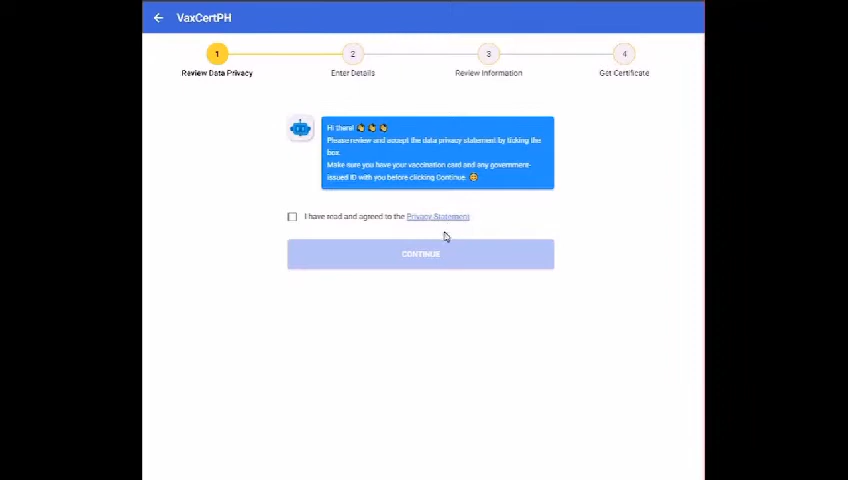 VaxCertPH
1
2
3
4
Review Data Privacy
Enter Details
Review Information
Get Certificate
Hi there!
Please review and accept the data privacy statement by ticking the
box.
Make sure you have your vaccination card and any government-
issued ID with you before clicking Continue.
I have read and agreed to the Privacy Statement
CONTINUE